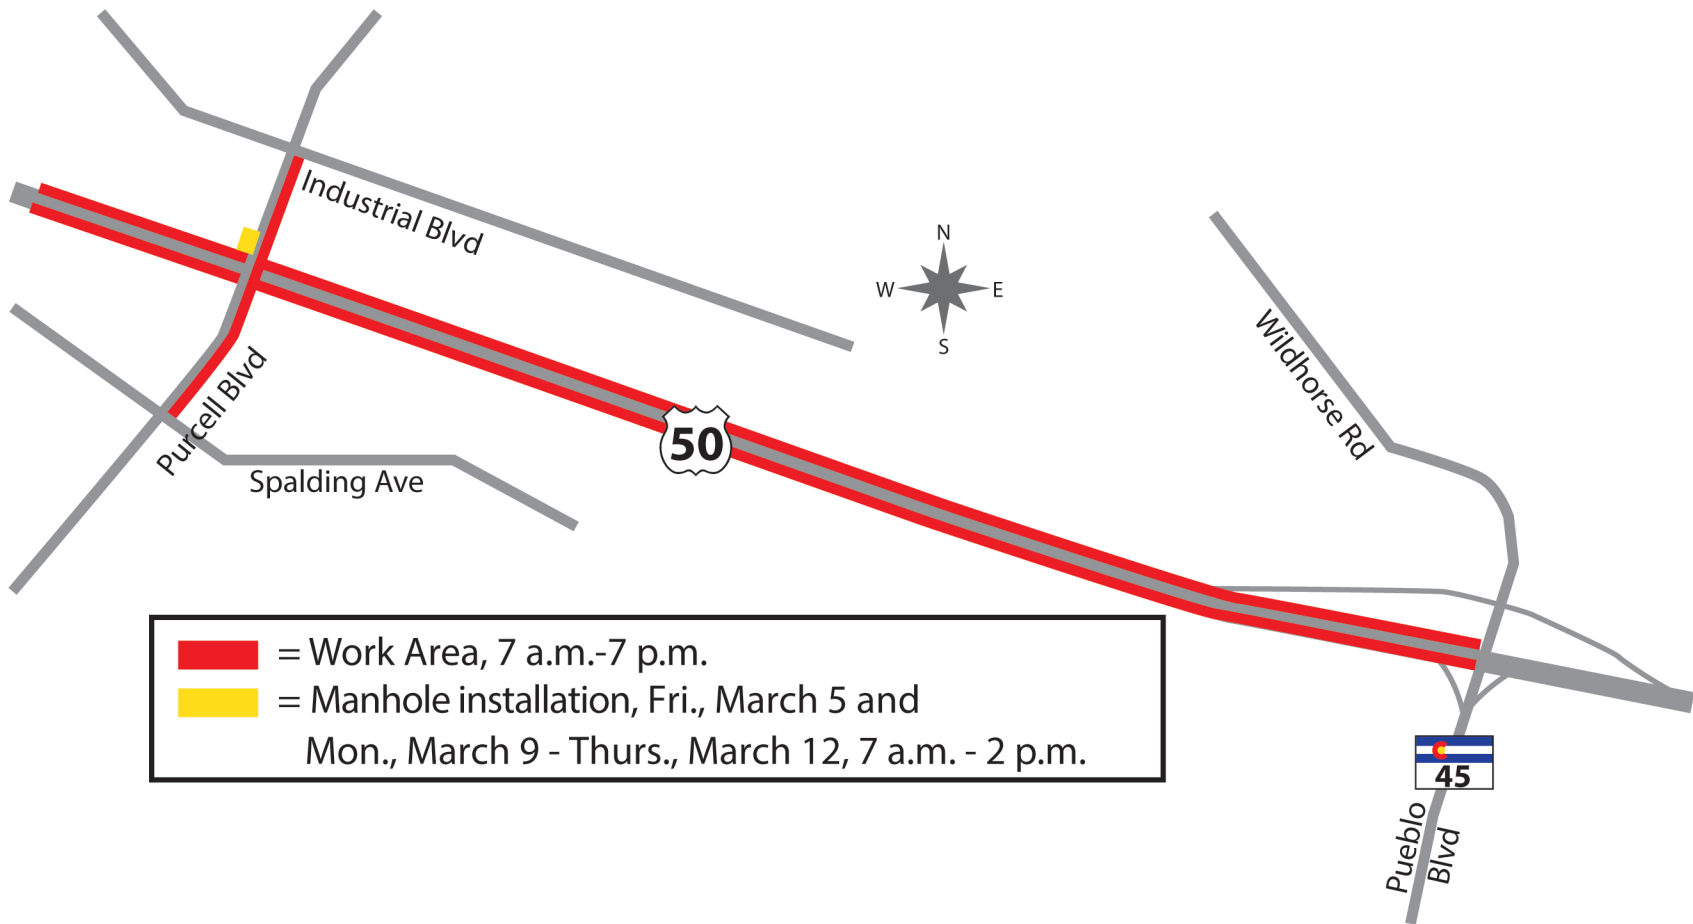 Industrial Blvd
N
W
E
S
Wildhorse Rd
Purcell Blvd
50
Spalding Ave
= Work Area, 7 a.m.-7 p.m.
= Manhole installation, Fri., March 5 and
Mon., March 9 - Thurs., March 12, 7 a.m. - 2 p.m.
45
Pueblo
Blvd